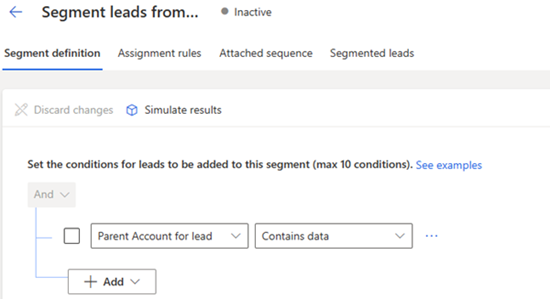 Segment leads from... Inactive
Segment definition Assignment rules Attached sequence Segmented leads
Discard changes Simulate results
Set the conditions for leads to be added to this segment (max 10 conditions). See examples
And
Parent Account for lead Contains data ...
+ Add